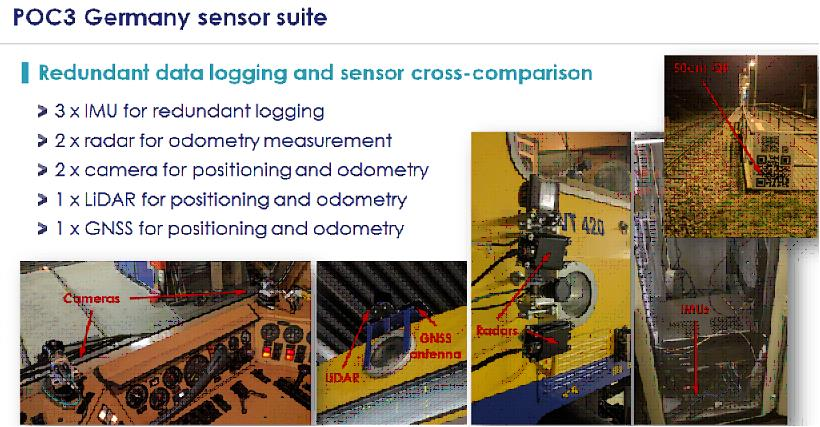 POC3 Germany sensor suite
Redundant data logging and sensor cross-comparison
3 x IMU for redundant logging
2 x radar for odometry measurement
2 x camera for positioning and odometry
1 x LiDAR for positioning and odometry
1 x GNSS for positioning and odometry
50cm QR
VT 420
Cameras
LiDAR
GNSS
antenna
Radars
IMUs